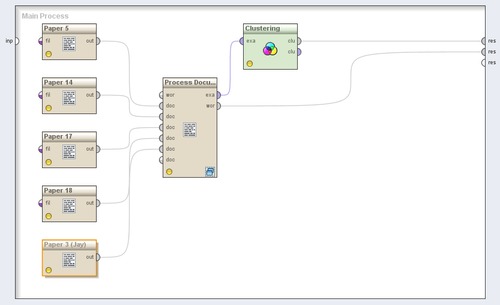 Main Process
inp
Paper 5
fil
out
Paper 14
fil
out
Paper 17
fil
out
Paper 18
fil
out
Paper 3 (Jay)
out
Process Docu...
wor
doc
doc
doc
doc
doc
doc
exa
wor
Clustering
exa
clu
clu
res
res
res